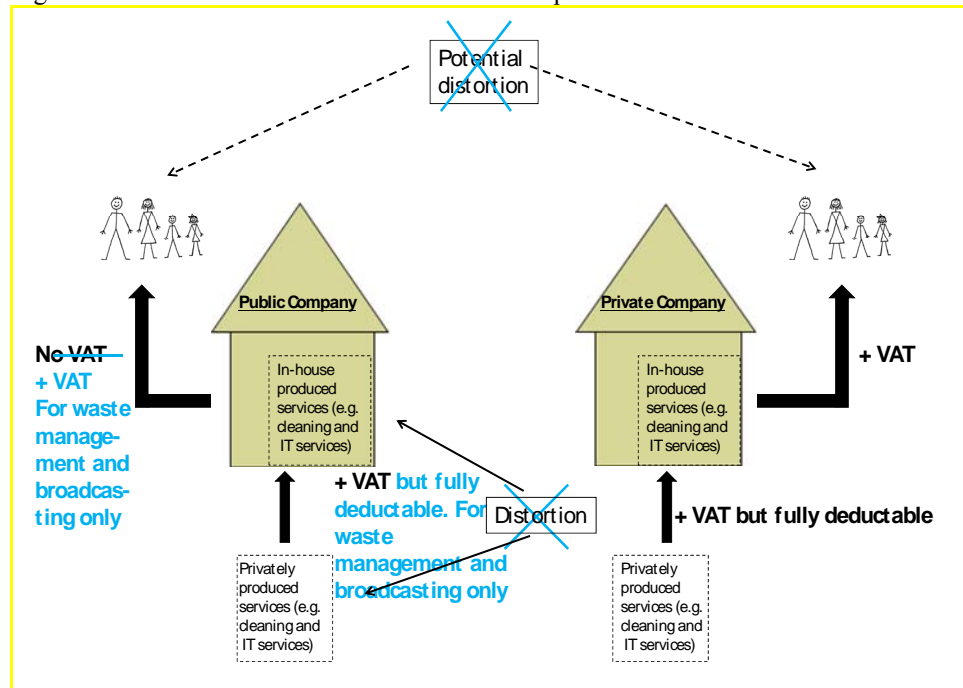 Potential
distortion
Public Company
Private Company
No VAT
+ VAT
For waste
manage-
ment and
broadcas-
ting only
+ VAT
In-house
produced
services (e.g.
cleaning and
IT services)
In-house
produced
services (e.g.
cleaning and
IT services)
+ VAT but fully
deductable. For
waste
management and
broadcasting only
Distortion
+ VAT but fully deductable
Privately
produced
services (e.g.
cleaning and
IT services)
Privately
produced
services (e.g.
cleaning and
IT services)